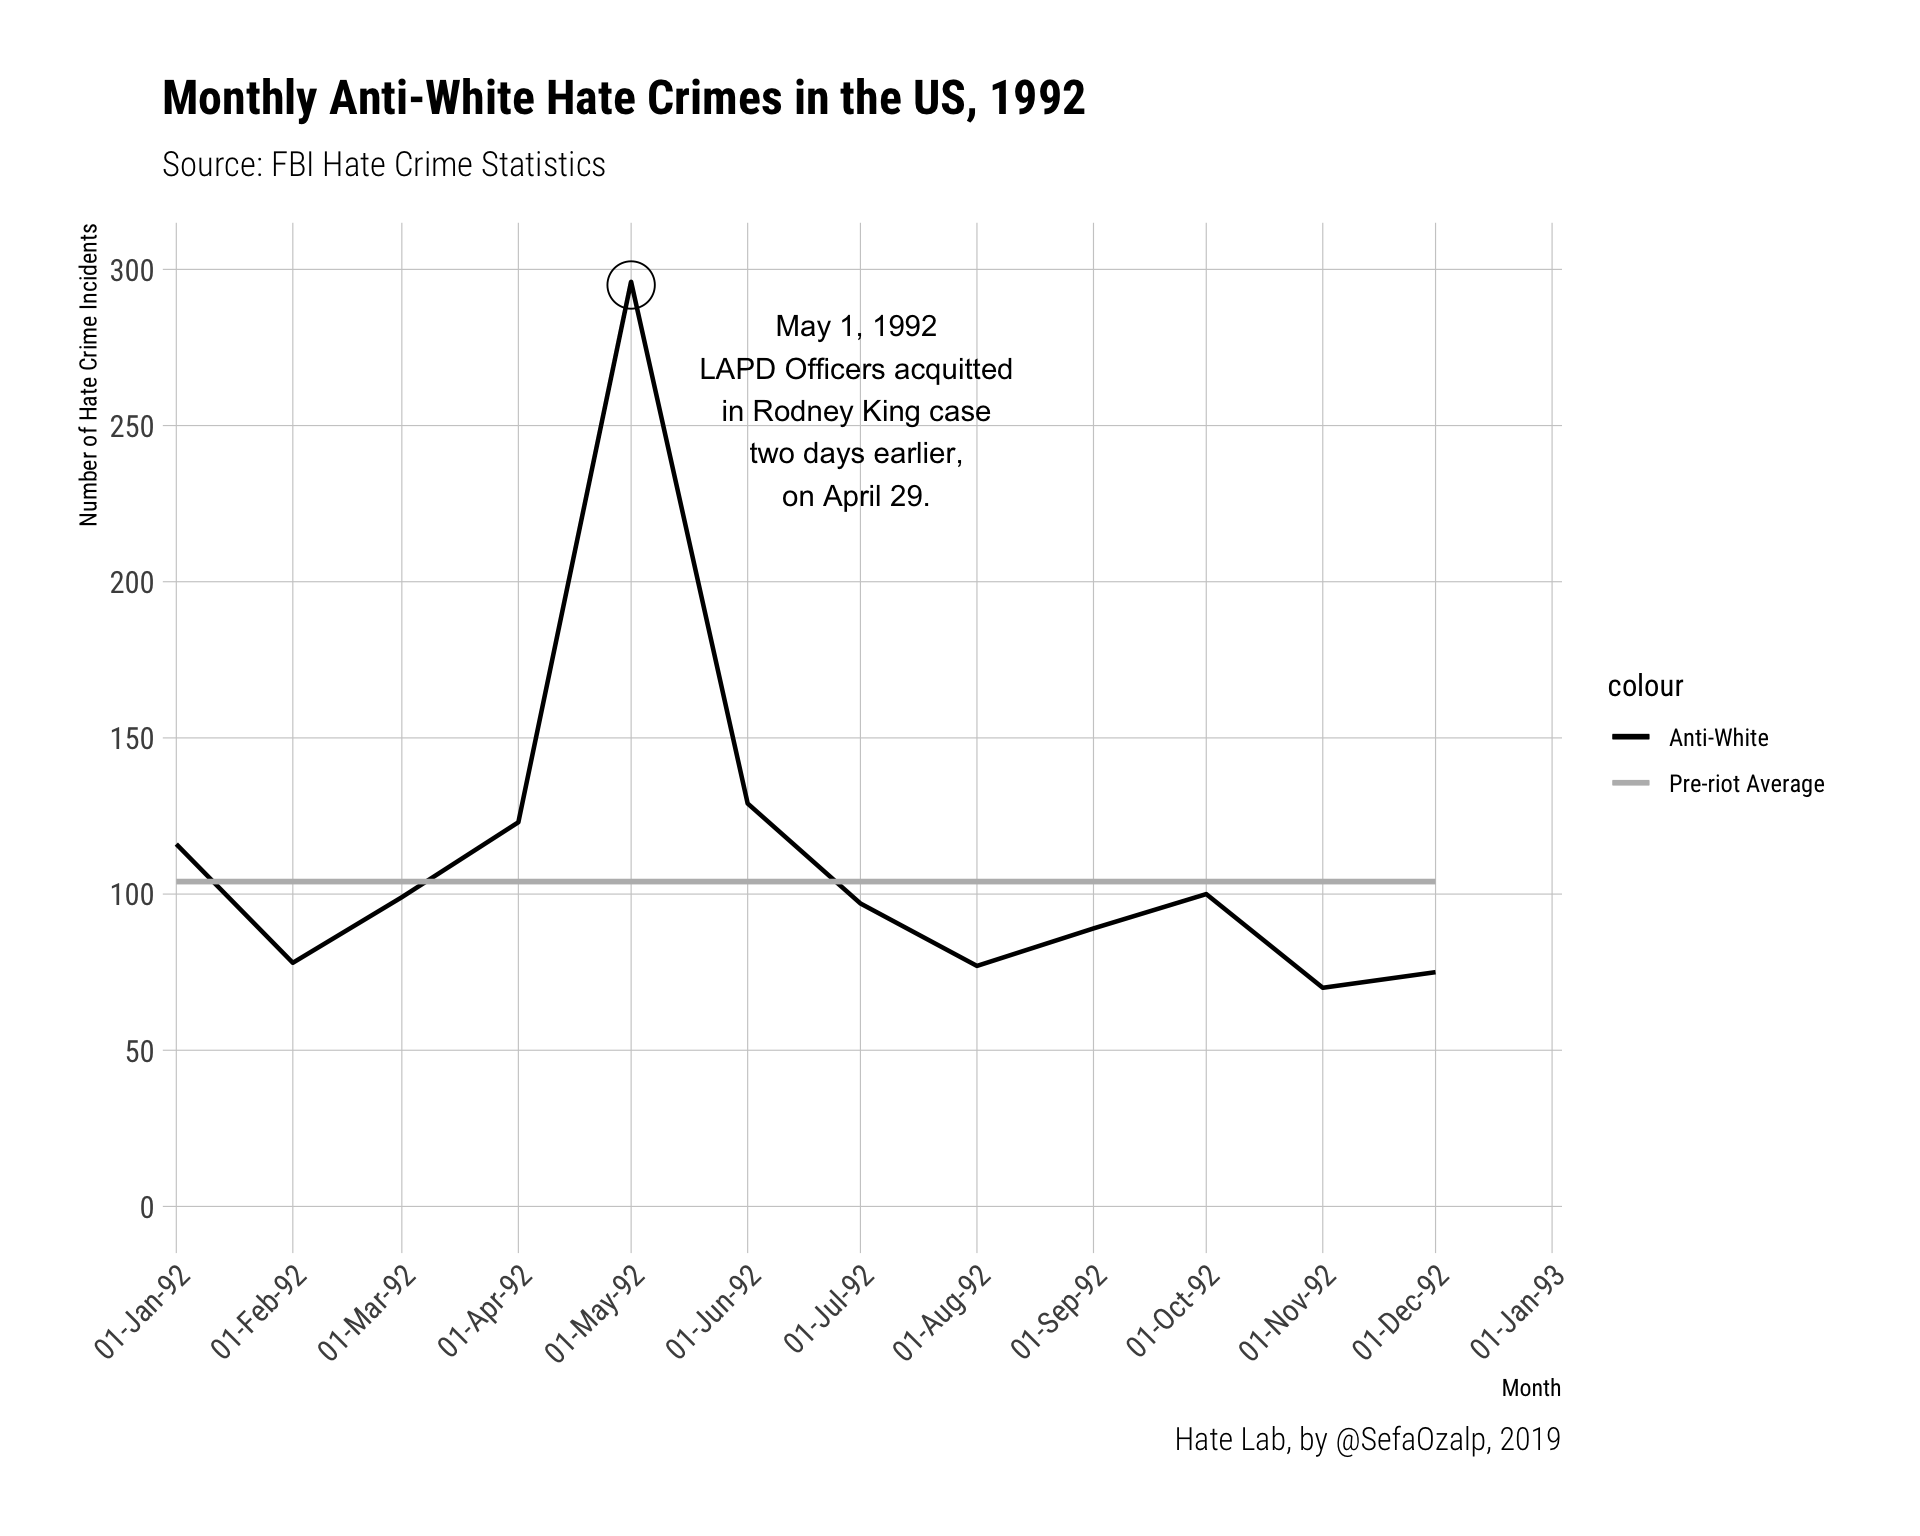 Monthly Anti-White Hate Crimes in the US, 1992
Source: FBI Hate Crime Statistics
Number of Hate Crime Incidents
300
250
200
150
100
50
0
May 1, 1992
LAPD Officers acquitted
in Rodney King case
two days earlier,
on April 29.
colour
Anti-White
Pre-riot Average
01-Jan-92
01-Feb-92
01-Mar-92
01-Apr-92
01-May-92
01-Jun-92
01-Jul-92
01-Aug-92
01-Sep-92
01-Oct-92
01-Nov-92
01-Dec-92
01-Jan-93
Month
Hate Lab, by @SefaOzalp, 2019